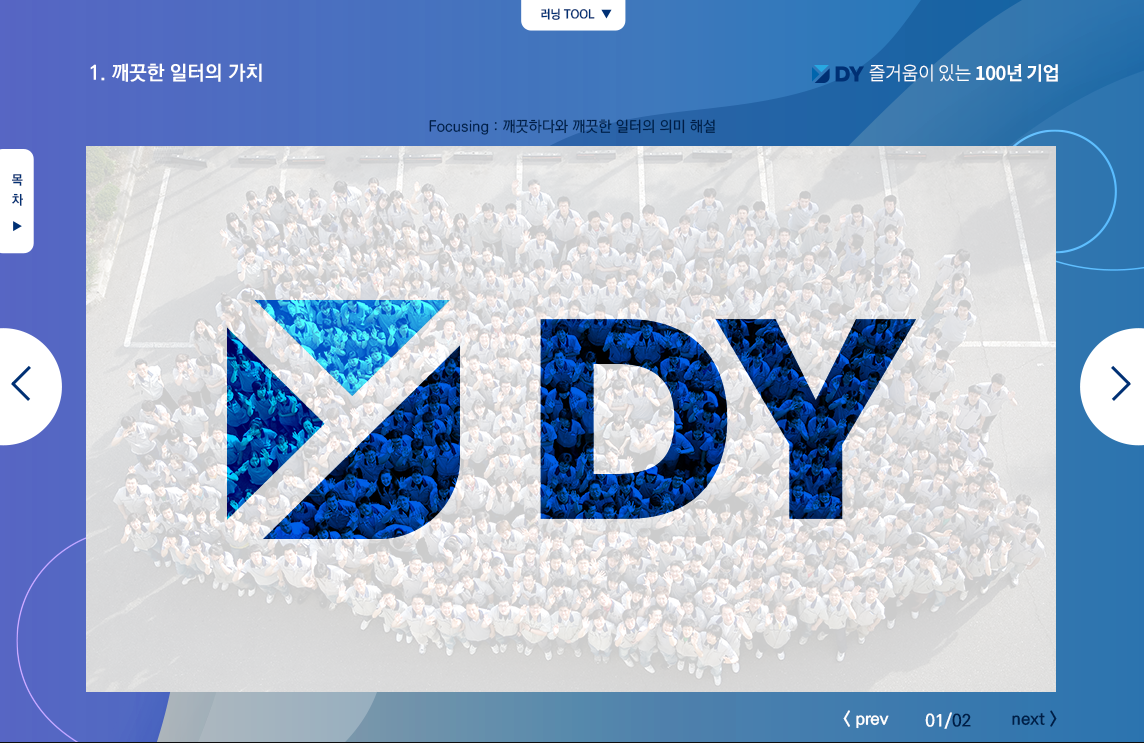 러닝 TOOL ▼
1. 깨끗한 일터의 가치
DY 즐거움이 있는 100년 기업
Focusing : 깨끗하다와 깨끗한 일터의 의미 해설
목
차
▶
DY
〈 prev 01/02 next 〉